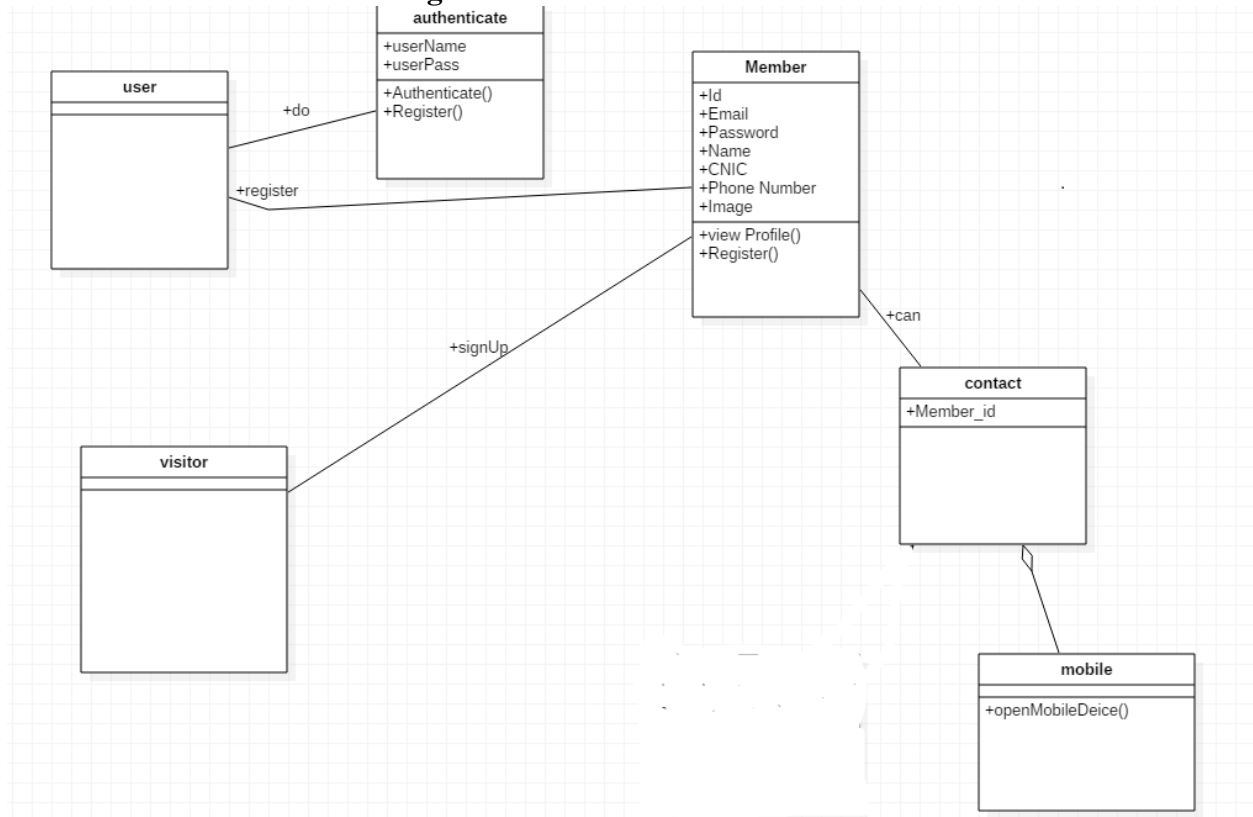 authenticate
+userName
+userPass
+Authenticate()
+Register()
user
+do
+register
Member
+Id
+Email
+Password
+Name
+CNIC
+Phone Number
+Image
+view Profile()
+Register()
+signUp
+can
contact
+Member_id
visitor
mobile
+openMobileDeice()